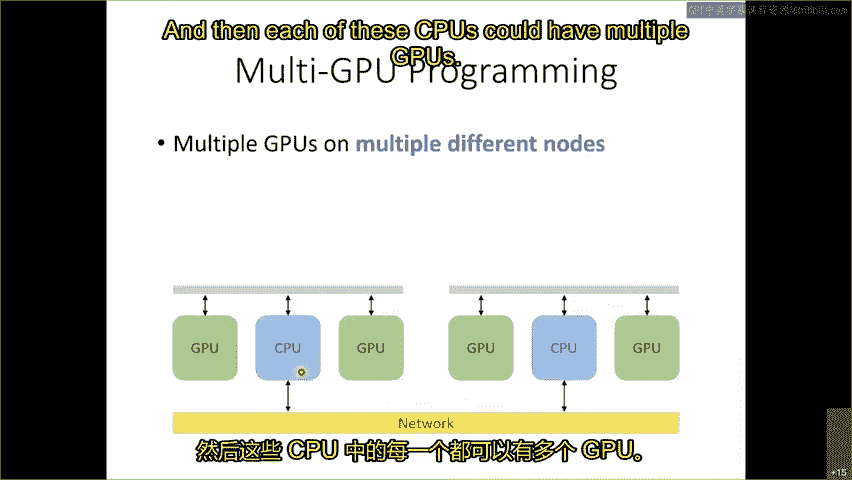 And then each of these CPUs could have multiple
GPUs.
Multi-GPU Programming
• Multiple GPUs on multiple different nodes
GPU
CPU
GPU
GPU
CPU
GPU
Network
然后这些 CPU 中的每一个都可以有多个 GPU。
+15